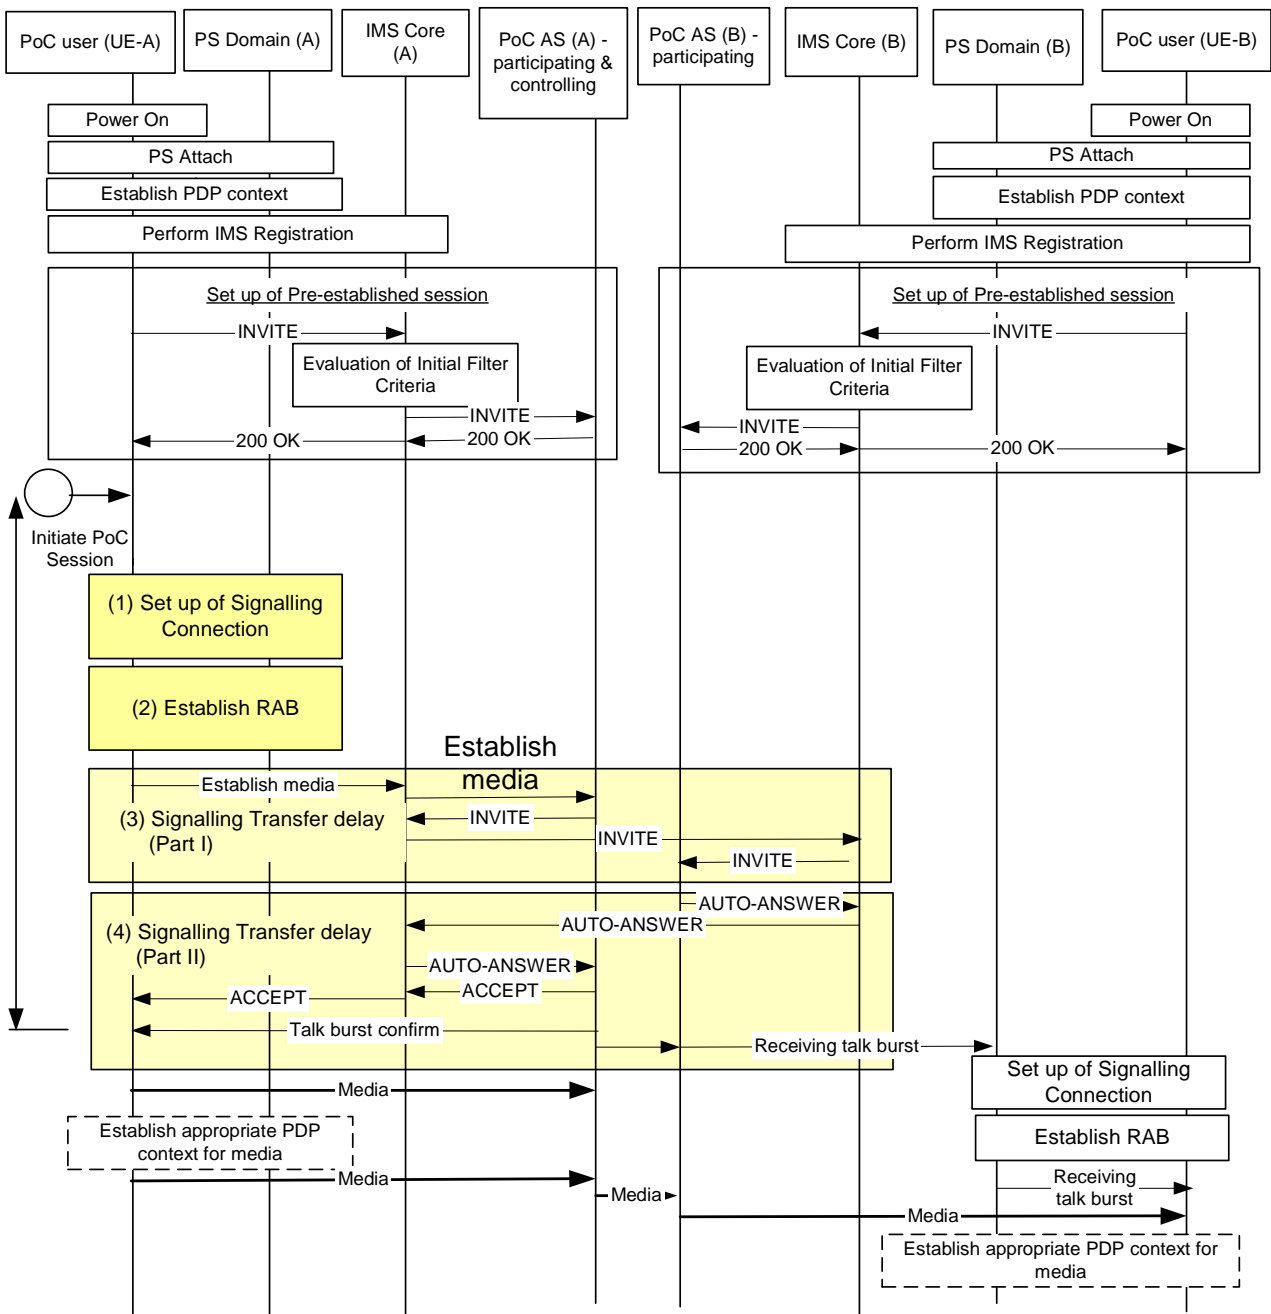 PoC user (UE-A)
PS Domain (A)
IMS Core
(A)
PoC AS (A) -
participating &
controlling
PoC AS (B) -
participating
IMS Core (B)
PS Domain (B)
PoC user (UE-B)
Power On
Power On
PS Attach
PS Attach
Establish PDP context
Establish PDP context
Perform IMS Registration
Perform IMS Registration
Set up of Pre-established session
Set up of Pre-established session
INVITE
INVITE
Evaluation of Initial Filter
Criteria
Evaluation of Initial Filter
Criteria
INVITE
INVITE
200 OK
200 OK
200 OK
200 OK
Initiate PoC
Session
(1) Set up of Signalling
Connection
(2) Establish RAB
Establish
media
Establish media
(3) Signalling Transfer delay
(Part I)
INVITE
INVITE
INVITE
AUTO-ANSWER
AUTO-ANSWER
(4) Signalling Transfer delay
(Part II)
AUTO-ANSWER
ACCEPT
ACCEPT
Talk burst confirm
Receiving talk burst
Set up of Signalling
Connection
Media
Establish appropriate PDP
context for media
Establish RAB
Media
Receiving
talk burst
Media
Media
Establish appropriate PDP context for
media